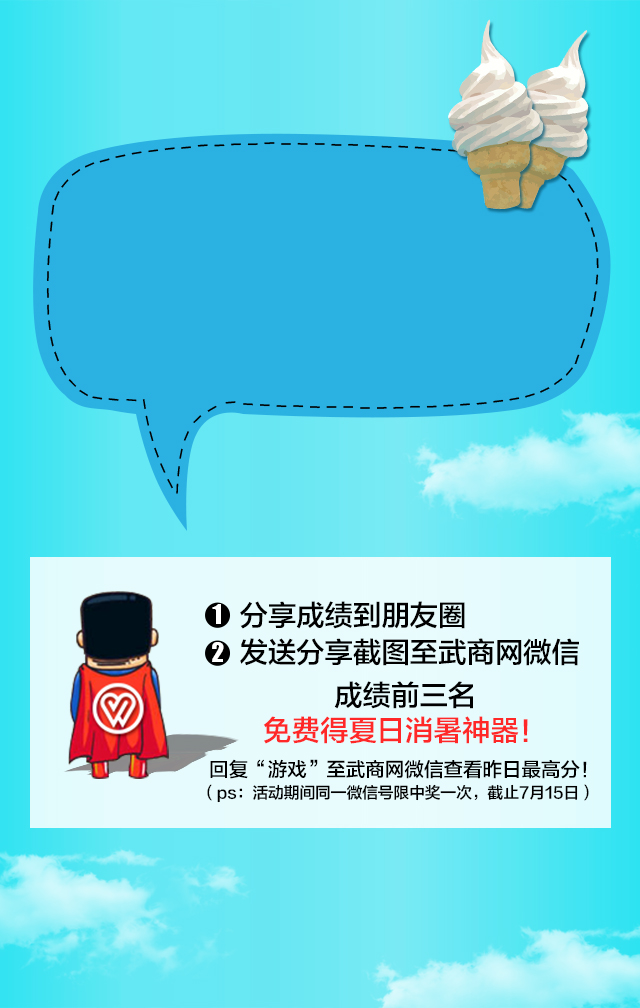 ❶ 分享成绩到朋友圈
❷ 发送分享截图至武商网微信
成绩前三名
免费得夏日消暑神器！
回复“游戏”至武商网微信查看昨日最高分！
（ps：活动期间同一微信号限中奖一次，截止7月15日）